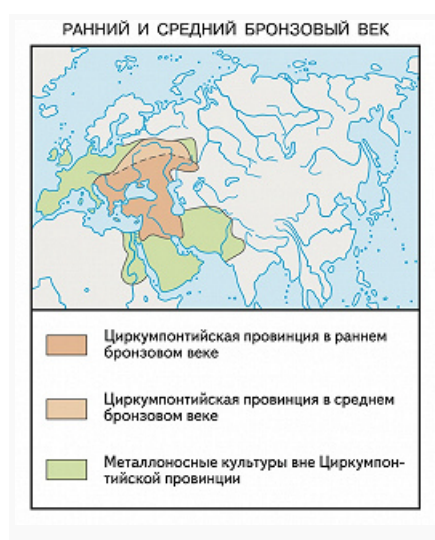 РАННИЙ И СРЕДНИЙ БРОНЗОВЫЙ ВЕК
Циркумпонтийская провинция в раннем
бронзовом веке
Циркумпонтийская провинция в среднем
бронзовом веке
Металлоносные культуры вне Циркумпон-
тийской провинции